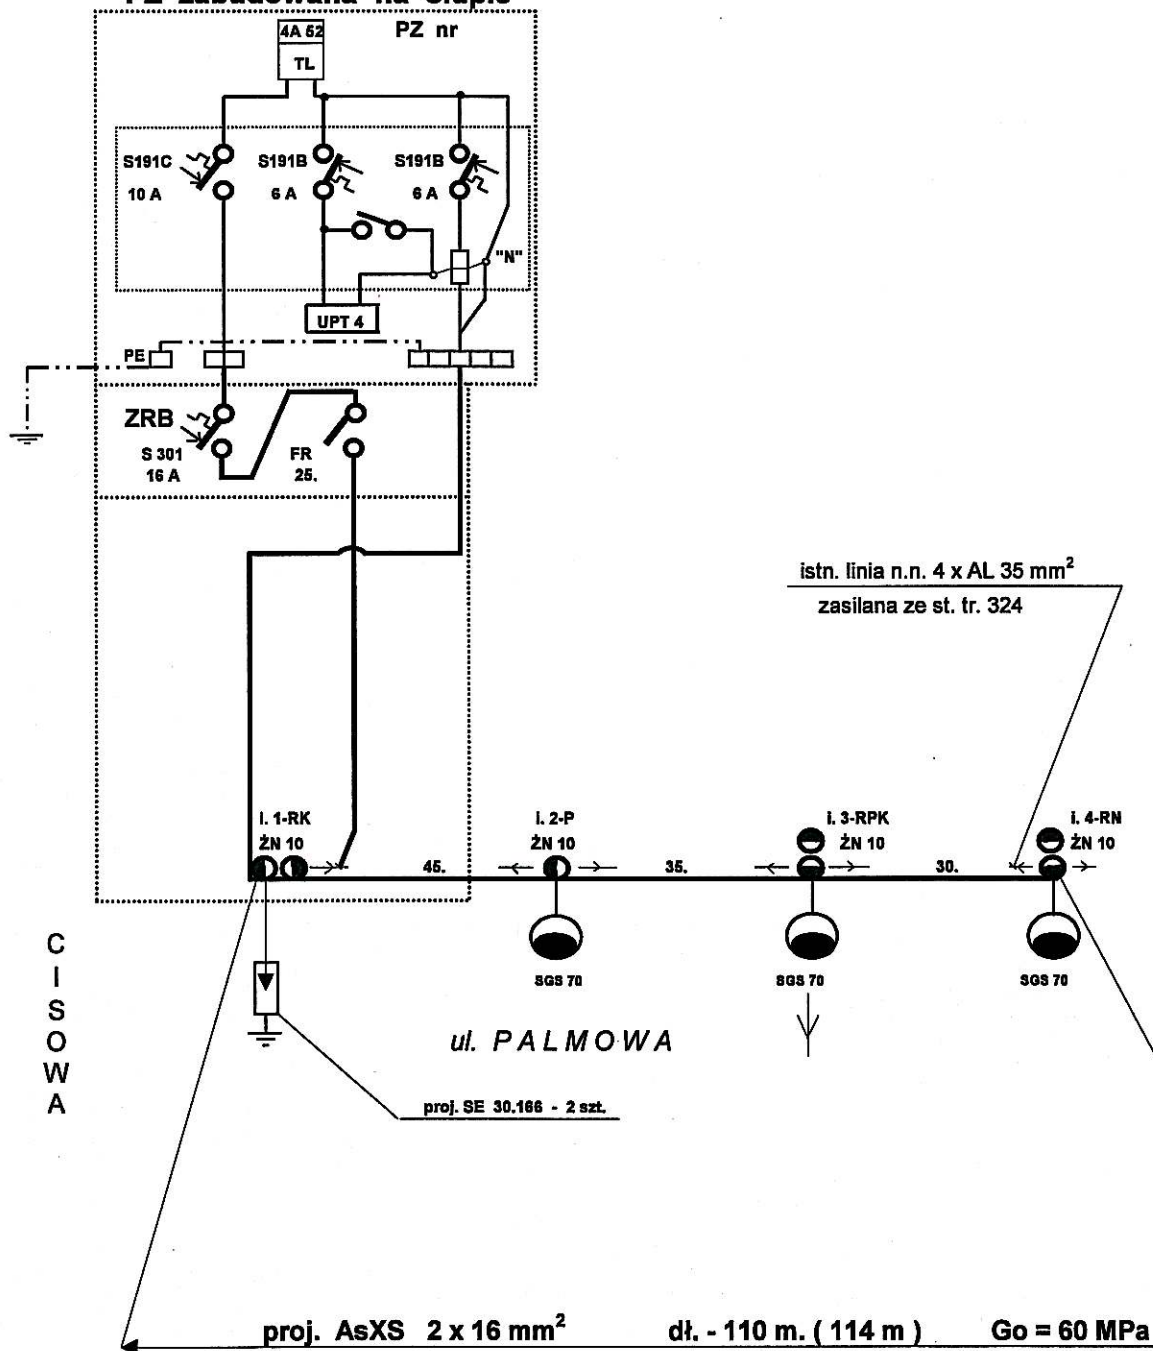 PZ zabudowana na słupie
4A 52
PZ nr
TL
S191C
10 A
S191B
6 A
S191B
6 A
"N"
UPT 4
PE
ZRB
S 301
16 A
FR
25.
istn. linia n.n. 4 x AL 35 mm²
zasilana ze st. tr. 324
i. 1-RK
ŻN 10
i. 2-P
ŻN 10
i. 3-RPK
ŻN 10
i. 4-RN
ŻN 10
45.
35.
30.
SGS 70
SGS 70
SGS 70
C
I
S
O
W
A
ul. PALMOWA
proj. SE 30.166 - 2 szt.
proj. AsXS 2 x 16 mm² dł. - 110 m. ( 114 m ) Go = 60 MPa